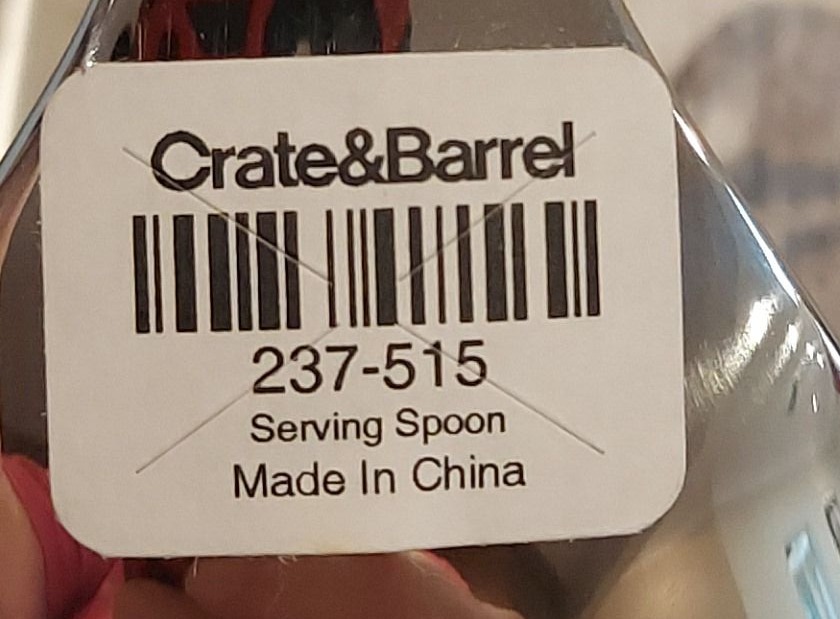 Crate&Barrel
237-515
Serving Spoon
Made In China